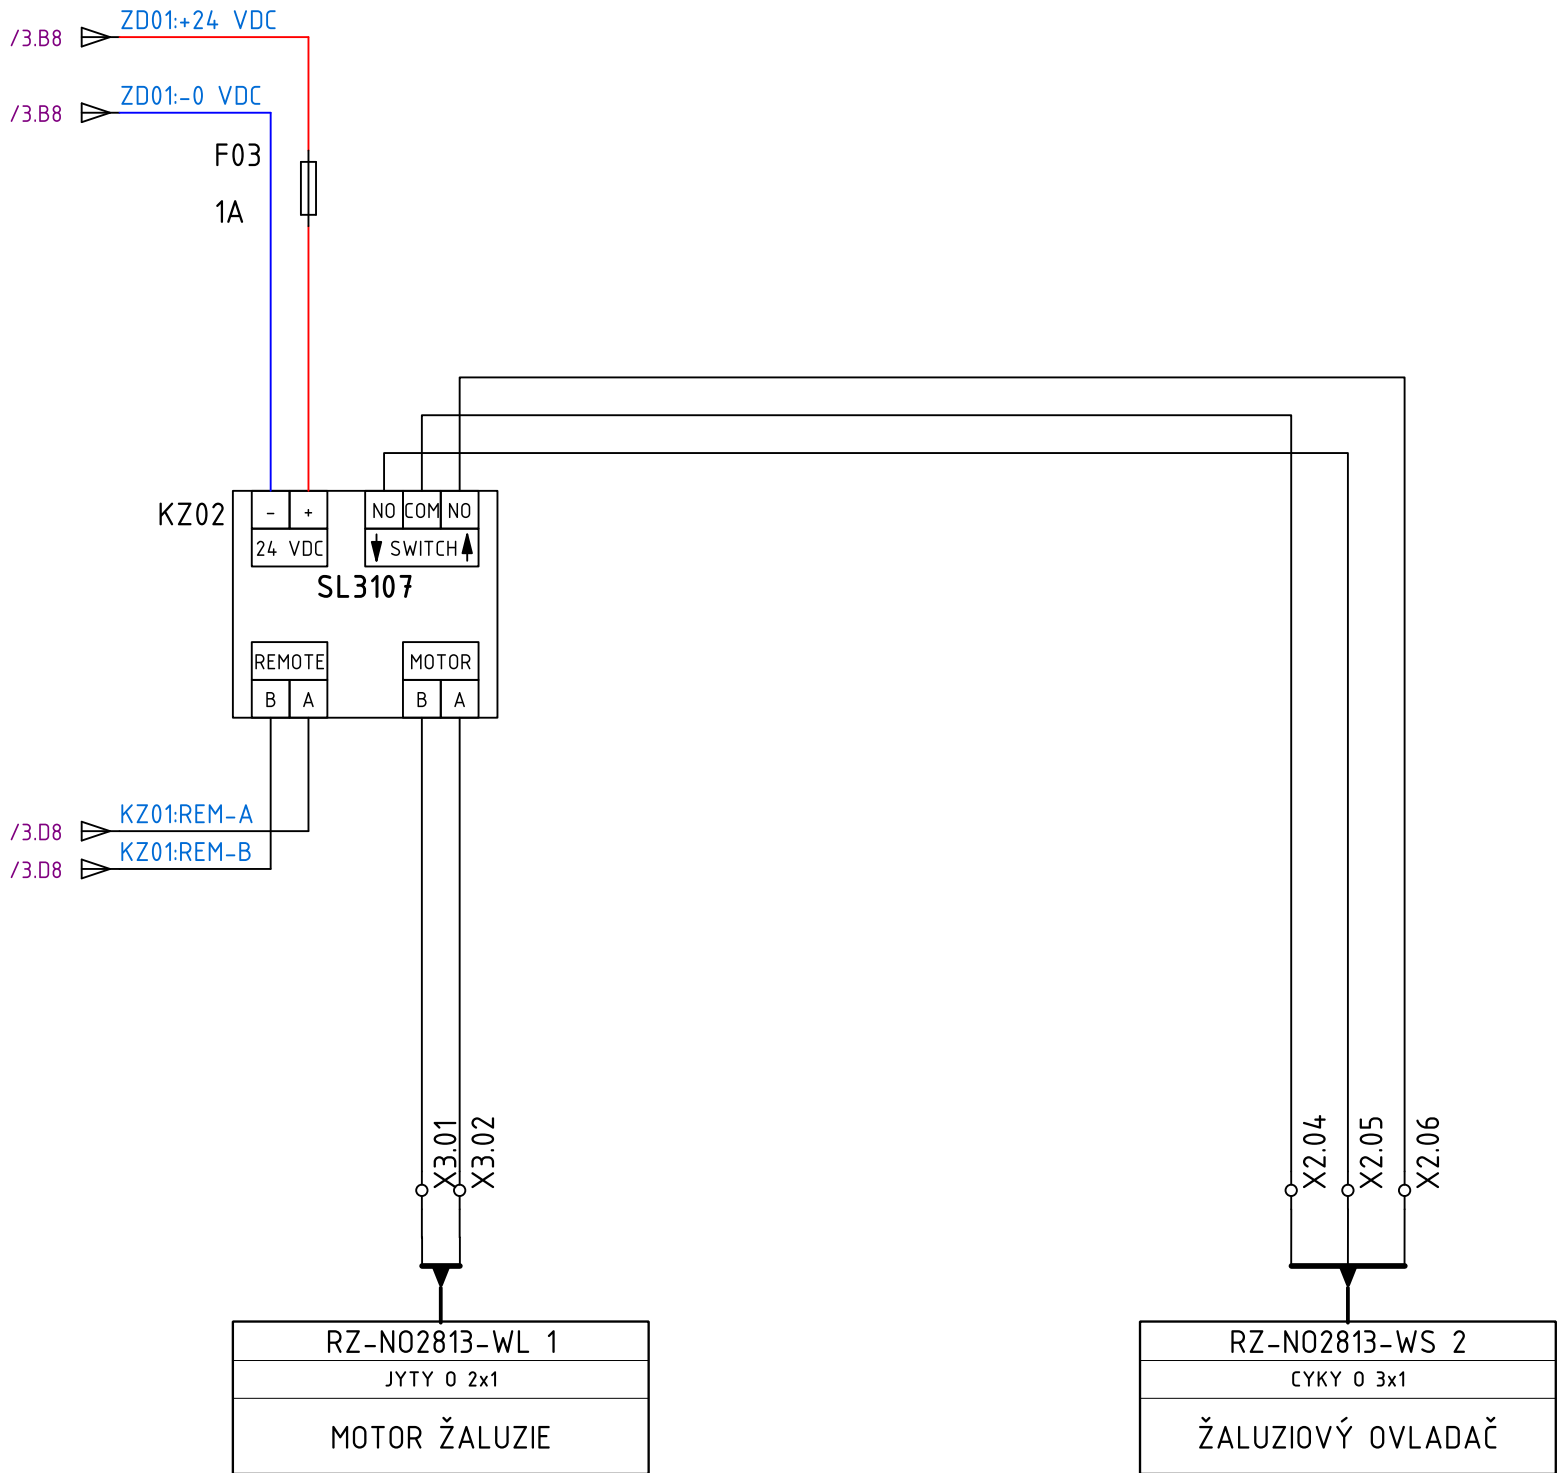 ZD01:+24 VDC
/3.B8
ZD01:-0 VDC
/3.B8
F03
1A
KZ02
- + NO COM NO
24 VDC SWITCH
SL3107
REMOTE MOTOR
B A B A
KZ01:REM-A
/3.D8
KZ01:REM-B
/3.D8
X3.01 X3.02 X2.04 X2.05 X2.06
RZ-NO2813-WL 1
JYTY O 2x1
MOTOR ŽALUZIE
RZ-NO2813-WS 2
CYKY O 3x1
ŽALUZIOVÝ OVLADAČ